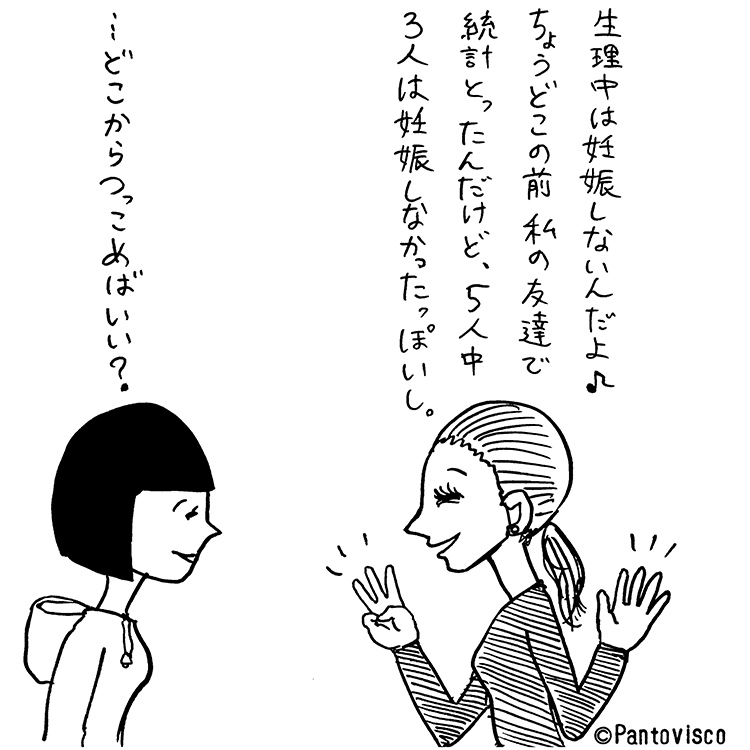 生理中は妊娠しないんだよ♪
ちょうどこの前 私の友達で
統計とったんだけど、5人中
3人は妊娠しなかったっぽいし。
…どこからつっこめばいい?
©Pantovisco